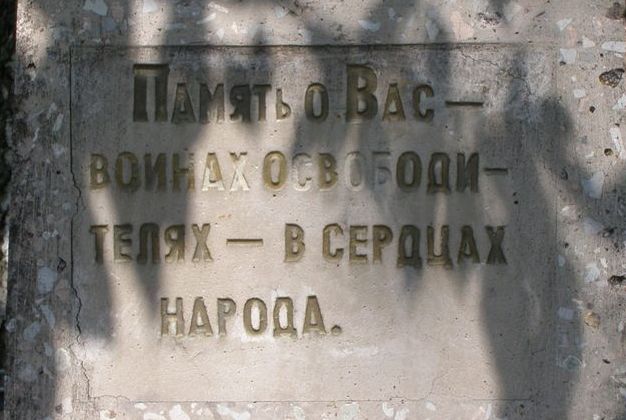 Память о Вас —
воинах освободи-
телях — в сердцах
народа.